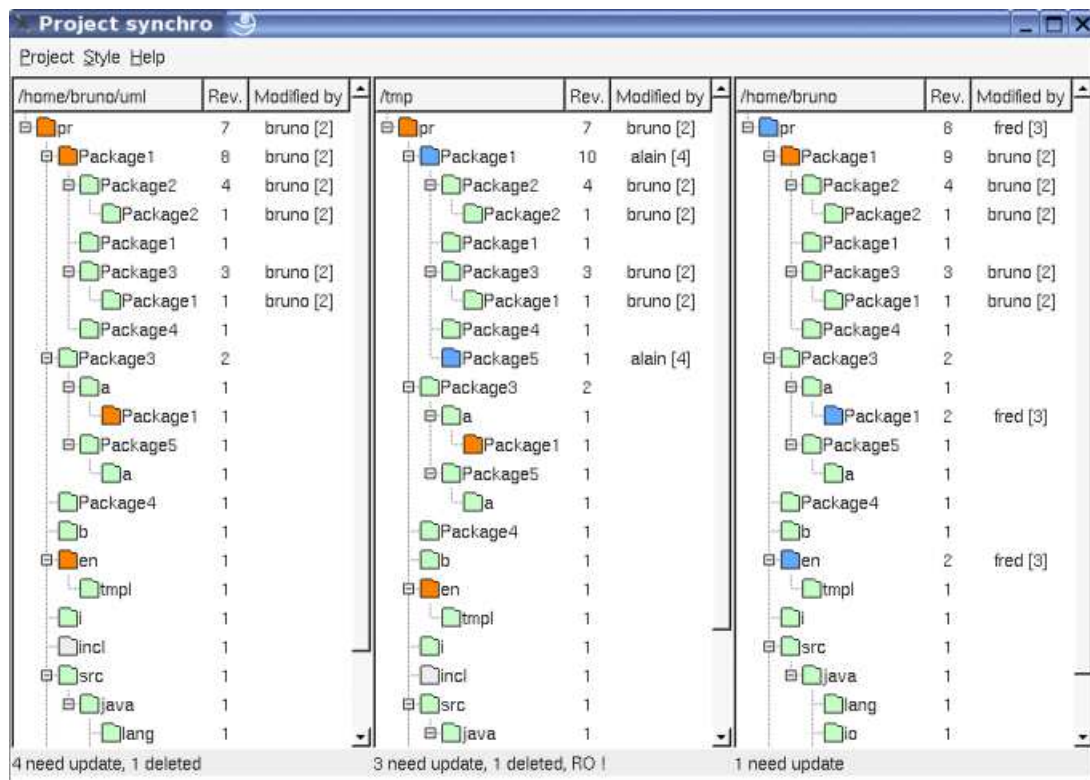 Project synchro
Project Style Help
/home/bruno/uml Rev. Modified by
pr 7 bruno [2]
Package1 8 bruno [2]
Package2 4 bruno [2]
Package2 1 bruno [2]
Package1 1
Package3 3 bruno [2]
Package1 1 bruno [2]
Package4 1
Package3 2
a 1
Package1 1
Package5 1
a 1
Package4 1
b 1
en 1
tmpl 1
i 1
incl 1
src 1
java 1
lang 1
4 need update, 1 deleted
/tmp Rev. Modified by
pr 7 bruno [2]
Package1 10 alain [4]
Package2 4 bruno [2]
Package2 1 bruno [2]
Package1 1
Package3 3 bruno [2]
Package1 1 bruno [2]
Package4 1
Package5 1 alain [4]
Package3 2
a 1
Package1 1
Package5 1
a 1
Package4 1
b 1
en 1
tmpl 1
i 1
incl 1
src 1
java 1
3 need update, 1 deleted, RO !
/home/bruno Rev. Modified by
pr 8 fred [3]
Package1 9 bruno [2]
Package2 4 bruno [2]
Package2 1 bruno [2]
Package1 1
Package3 3 bruno [2]
Package1 1 bruno [2]
Package4 1
Package3 2
a 1
Package1 2 fred [3]
Package5 1
a 1
Package4 1
b 1
en 2 fred [3]
tmpl 1
i 1
src 1
java 1
lang 1
io 1
1 need update